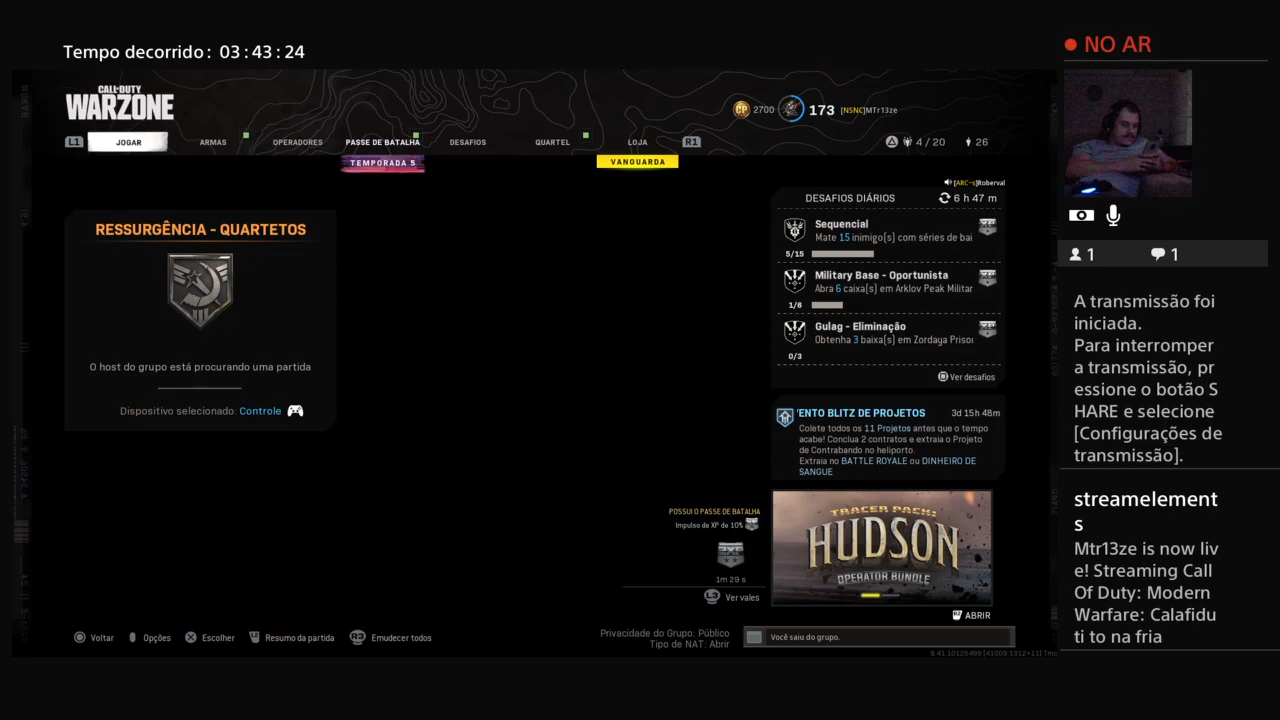 Tempo decorrido: 03:43:24
NO AR
CALL·DUTY
WARZONE
CP 2700 173 [NSNC]MTr13ze
L1 JOGAR ARMAS OPERADORES PASSE DE BATALHA DESAFIOS QUARTEL LOJA R1
4 / 20 26
TEMPORADA 5 VANGUARDA
[ARC-s]Roberval
DESAFIOS DIÁRIOS 6 h 47 m
RESSURGÊNCIA - QUARTETOS
O host do grupo está procurando uma partida
Dispositivo selecionado: Controle
Sequencial
Mate 15 inimigo(s) com séries de bai
5/15
Military Base - Oportunista
Abra 6 caixa(s) em Arklov Peak Militar
1/6
Gulag - Eliminação
Obtenha 3 baixa(s) em Zordaya Prisor
0/3
Ver desafios
'ENTO BLITZ DE PROJETOS 3d 15h 48m
Colete todos os 11 Projetos antes que o tempo
acabe! Conclua 2 contratos e extraia o Projeto
de Contrabando no heliporto.
Extraia no BATTLE ROYALE ou DINHEIRO DE
SANGUE
POSSUI O PASSE DE BATALHA
Impulso de XP de 10%
1m 29 s
L3 Ver vales
TRACER PACK:
HUDSON
OPERATOR BUNDLE
ABRIR
Voltar Opções Escolher Resumo da partida R3 Emudecer todos
Privacidade do Grupo: Público
Tipo de NAT: Abrir
Você saiu do grupo.
1 1
A transmissão foi
iniciada.
Para interromper
a transmissão, pr
essione o botão S
HARE e selecione
[Configurações de
transmissão].
streamelement
s
Mtr13ze is now liv
e! Streaming Call
Of Duty: Modern
Warfare: Calafidu
ti to na fria